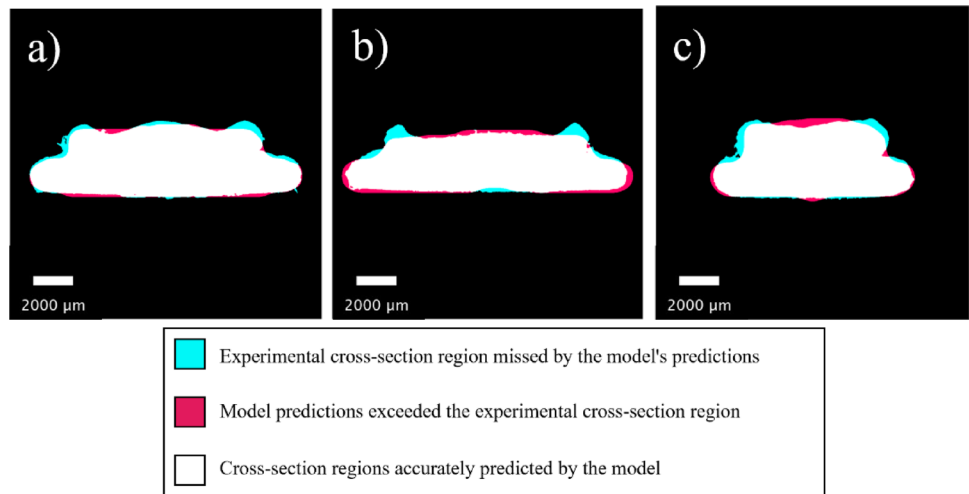 a)
b)
c)
2000 µm
2000 µm
2000 µm
Experimental cross-section region missed by the model's predictions
Model predictions exceeded the experimental cross-section region
Cross-section regions accurately predicted by the model